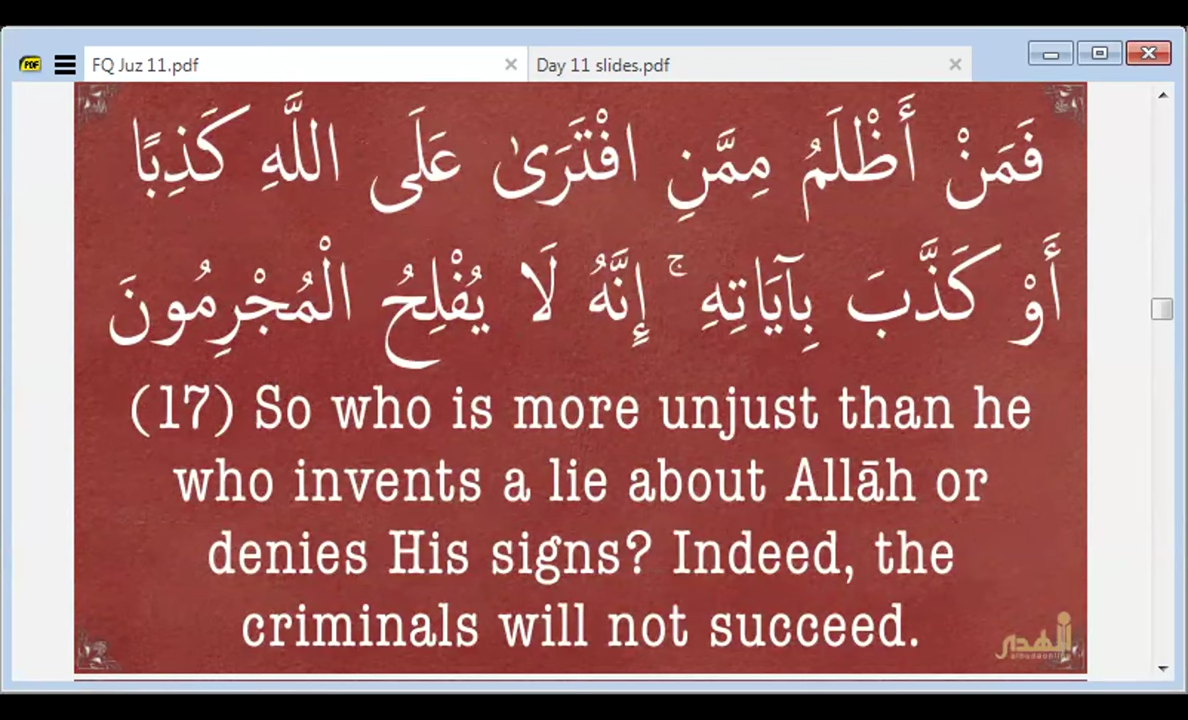 FQ Juz 11.pdf
Day 11 slides.pdf
فَمَنْ أَظْلَمُ مِمَّنِ افْتَرَىٰ عَلَى اللَّهِ كَذِبًا
أَوْ كَذَّبَ بِآيَاتِهِ ۚ إِنَّهُ لَا يُفْلِحُ الْمُجْرِمُونَ
(17) So who is more unjust than he
who invents a lie about Allāh or
denies His signs? Indeed, the
criminals will not succeed.
الهدى